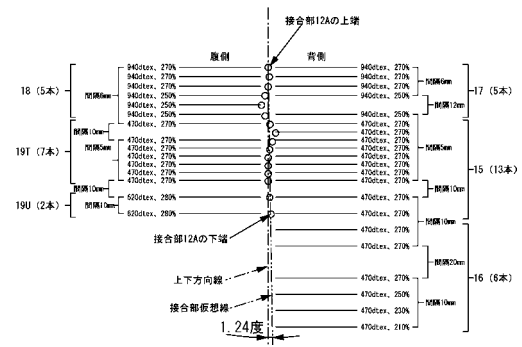 接合部12Aの上端
腹側
背側
18 (5本)
940dtex、270%
940dtex、270%
940dtex、270%
940dtex、250%
940dtex、250%
940dtex、250%
間隔6mm
19T (7本)
間隔10mm
470dtex、270%
470dtex、270%
470dtex、270%
470dtex、270%
470dtex、270%
470dtex、270%
470dtex、270%
間隔5mm
間隔10mm
19U (2本)
620dtex、280%
620dtex、280%
間隔10mm
940dtex、270%
940dtex、270%
940dtex、270%
940dtex、250%
940dtex、250%
間隔6mm
間隔12mm
17 (5本)
470dtex、270%
470dtex、270%
470dtex、270%
470dtex、270%
470dtex、270%
470dtex、270%
470dtex、270%
470dtex、270%
間隔5mm
間隔10mm
15 (13本)
470dtex、270%
470dtex、270%
470dtex、270%
470dtex、270%
間隔10mm
間隔20mm
470dtex、270%
470dtex、250%
470dtex、230%
470dtex、210%
間隔10mm
16 (6本)
接合部12Aの下端
上下方向線
接合部仮想線
1.24度